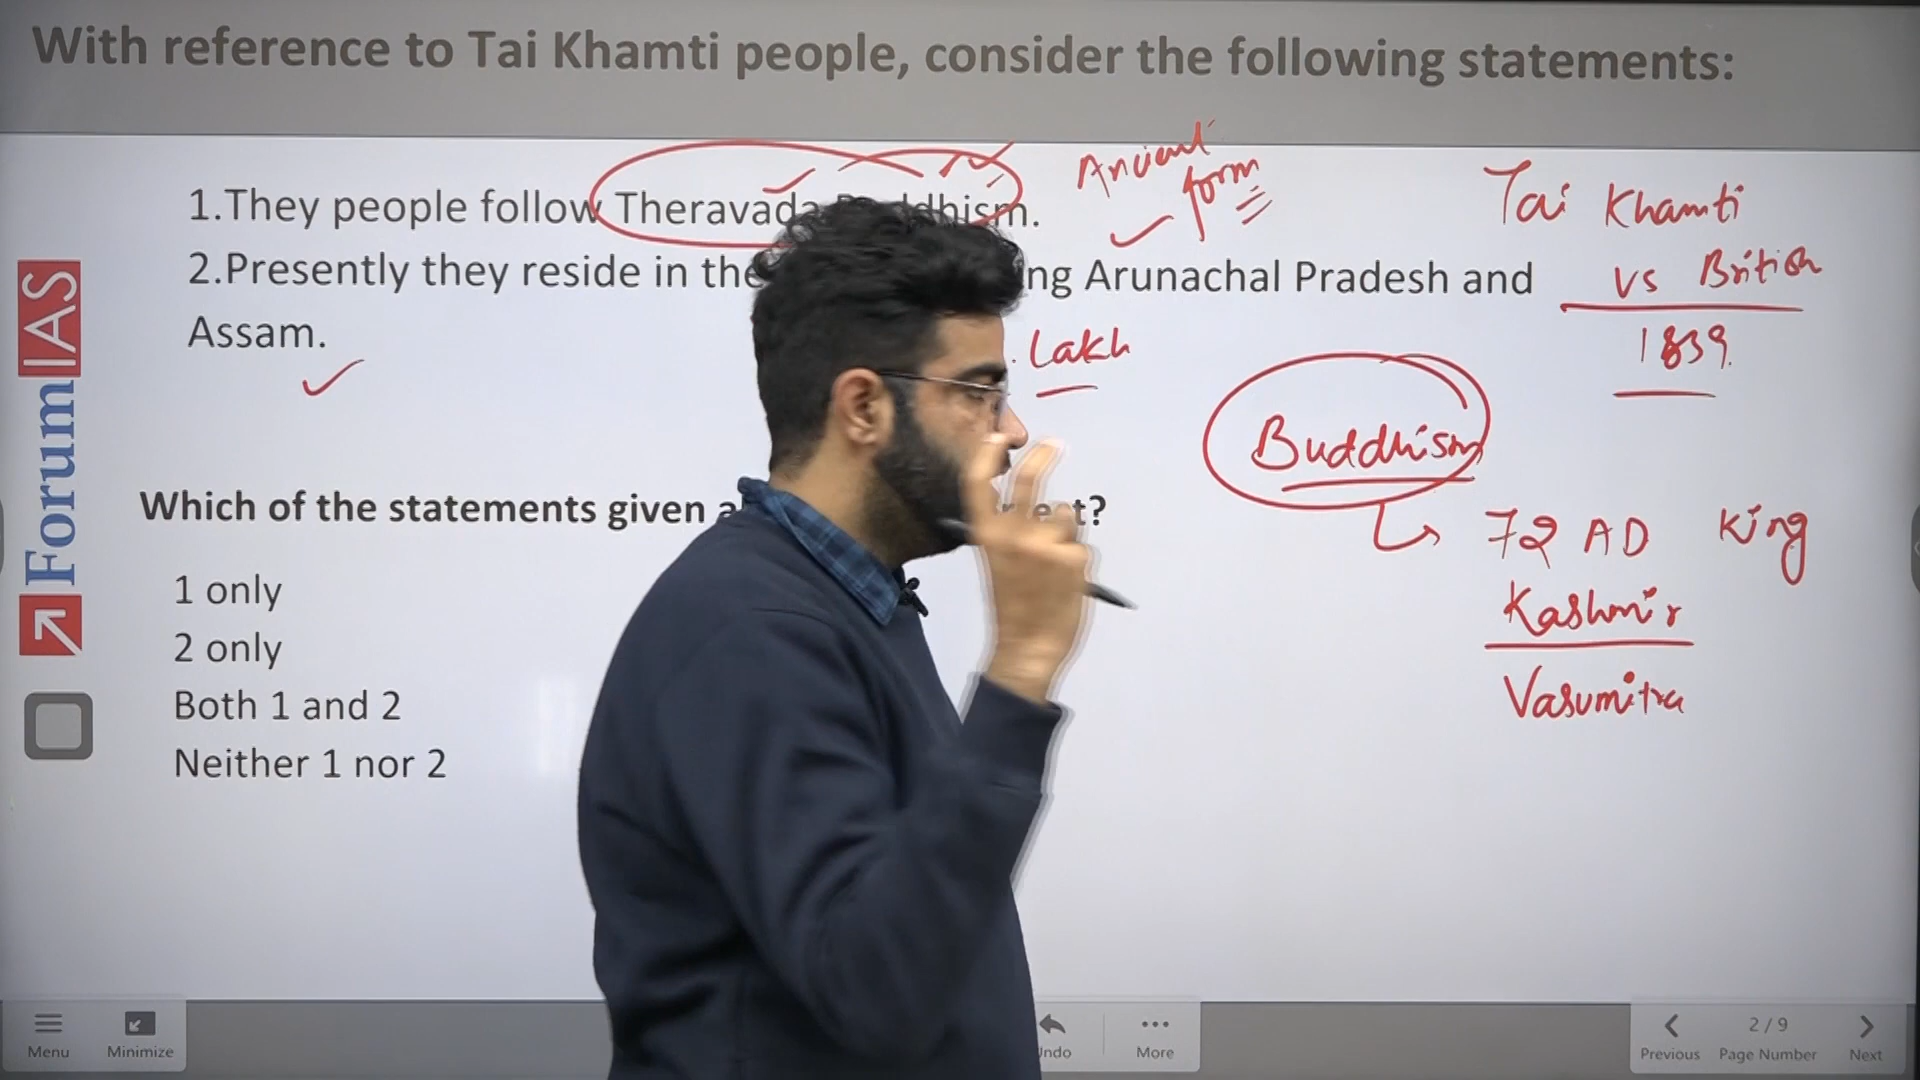 With reference to Tai Khamti people, consider the following statements:
1.They people follow Theravada Buddhism.
Ancient
form
2.Presently they reside in the ng Arunachal Pradesh and
Assam.
Lakh
Tai Khamti
vs British
1839
Buddhism
72 AD King
Kashmir
Vasumitra
Which of the statements given t?
1 only
2 only
Both 1 and 2
Neither 1 nor 2
ForumIAS
Menu
Minimize
Undo
More
Previous
2 / 9
Page Number
Next